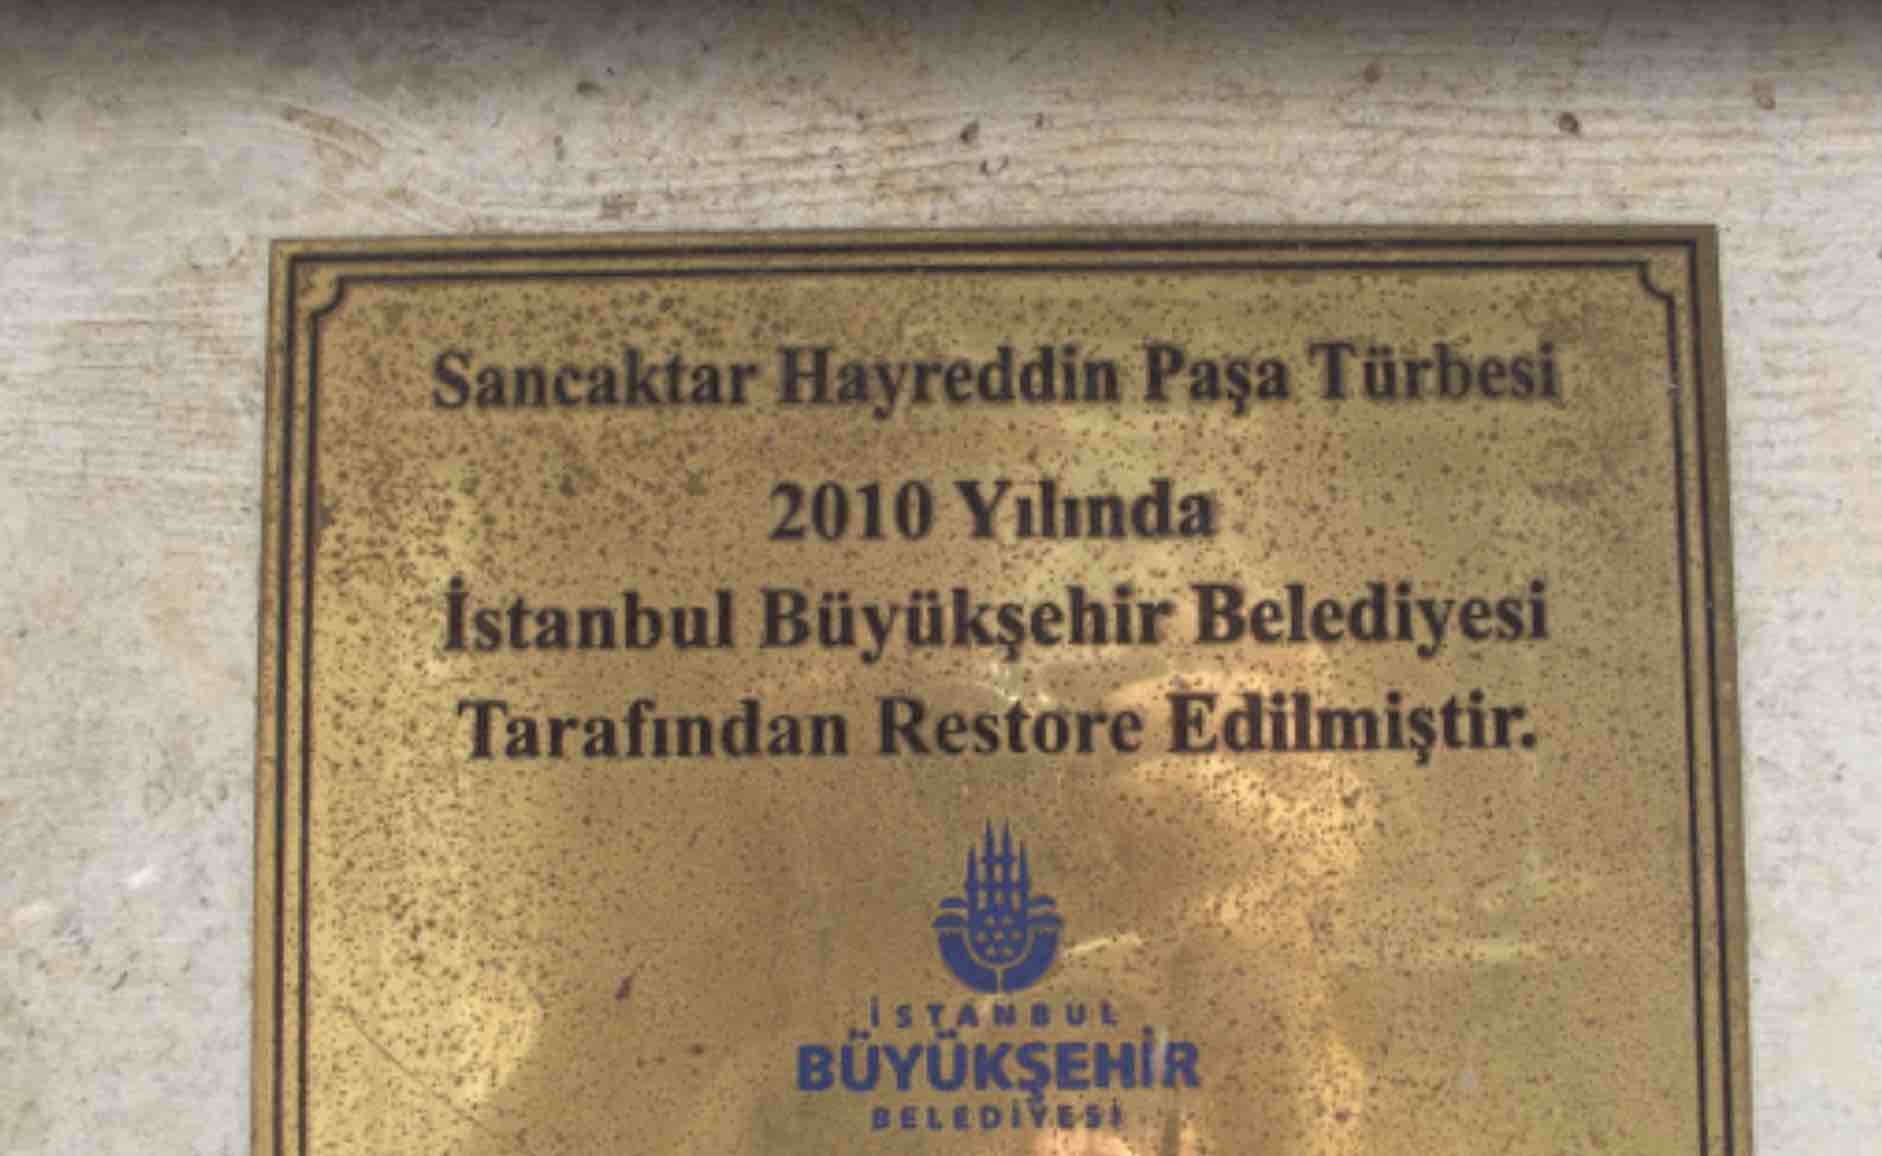 Sancaktar Hayreddin Paşa Türbesi
2010 Yılında
İstanbul Büyükşehir Belediyesi
Tarafından Restore Edilmiştir.
İSTANBUL
BÜYÜKŞEHİR
BELEDİYESİ